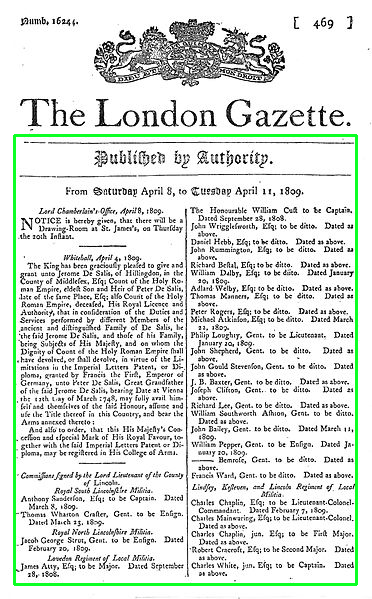 Numb. 16244.
[ 469 ]
DIEU ET MON DROIT
The London Gazette.
Published by Authority.
From Saturday April 8, to Tuesday April 11, 1809.
Lord Chamberlain's-Office, April 8, 1809.
NOTICE is hereby given, that there will be a
Drawing-Room at St. James's, on Thursday
the 20th Instant.
Whitehall, April 4, 1809.
The King has been graciously pleased to give and
grant unto Jerome De Salis, of Hillingdon, in the
County of Middlesex, Esq; Count of the Holy Ro-
man Empire, eldest Son and Heir of Peter De Salis,
late of the same Place, Esq; also Count of the Holy
Roman Empire, deceased, His Royal Licence and
Authority, that in consideration of the Duties and
Services performed by different Members of the
ancient and distinguished Family of De Salis, he
the said Jerome De Salis, and those of his Family,
being Subjects of His Majesty, and on whom the
Dignity of Count of the Holy Roman Empire shall
have devolved, or shall devolve, in virtue of the Li-
mitations in the Imperial Letters Patent, or Di-
ploma, granted by Francis the First, Emperor of
Germany, unto Peter De Salis, Great Grandfather
of the said Jerome De Salis, bearing Date at Vienna
the 12th Day of March 1748, may fully avail him-
self and themselves of the said Honour, assume and
use the Title thereof in this Country, and bear the
Arms annexed thereto:
And also to order, that this His Majesty's Con-
cession and especial Mark of His Royal Favour, to-
gether with the said Imperial Letters Patent or Di-
ploma, may be registered in His College of Arms.
Commissions signed by the Lord Lieutenant of the County
of Lincoln.
Royal South Lincolnshire Militia.
Anthony Sanderson, Esq; to be Captain. Dated
March 8, 1809.
Thomas Wharton Crafter, Gent. to be Ensign.
Dated March 23, 1809.
Royal North Lincolnshire Militia.
Jacob George Strut, Gent. to be Ensign. Dated
February 20, 1809.
Loveden Regiment of Local Militia.
James Atty, Esq; to be Major. Dated September
28, 1808.
The Honourable William Cust to be Captain.
Dated September 28, 1808.
John Wrigglesworth, Esq; to be ditto. Dated as
above.
Daniel Hebb, Esq; to be ditto. Dated as above.
John Rummington, Esq; to be ditto. Dated as
above.
Richard Bestal, Esq; to be ditto. Dated as above.
William Dalby, Esq; to be ditto. Dated January
20, 1809.
Adlard Welby, Esq; to be ditto. Dated as above.
Thomas Manners, Esq; to be ditto. Dated as
above.
Peter Rogers, Esq; to be ditto. Dated as above.
Michael Atkinson, Esq; to be ditto. Dated March
22, 1809.
Philip Loughry, Gent. to be Lieutenant. Dated
January 20, 1809.
John Shepherd, Gent. to be ditto. Dated as
above.
John Gould Stevenson, Gent. to be ditto. Dated
as above.
J. B. Baxter, Gent. to be ditto. Dated as above.
Joseph Clifton, Gent. to be ditto. Dated as
above.
Richard Lee, Gent. to be ditto. Dated as above.
William Southworth Ashton, Gent. to be ditto.
Dated as above.
John Bailey, Gent. to be ditto. Dated March 12,
1809.
William Pepper, Gent. to be Ensign. Dated Ja-
nuary 20, 1809.
—— Bemrose, Gent. to be ditto. Dated as
above.
Francis Ward, Gent. to be ditto. Dated as above.
Lindsey, Kesteven, and Lincoln Regiment of Local
Militia.
Charles Chaplin, Esq; to be Lieutenant-Colonel-
Commandant. Dated February 7, 1809.
Charles Mainwaring, Esq; to be Lieutenant-Colonel.
Dated as above.
Charles Chaplin, jun. Esq; to be First Major.
Dated as above.
Robert Cracroft, Esq; to be Second Major. Dated
as above.
Charles White, jun. Esq; to be Captain. Dated
as above.